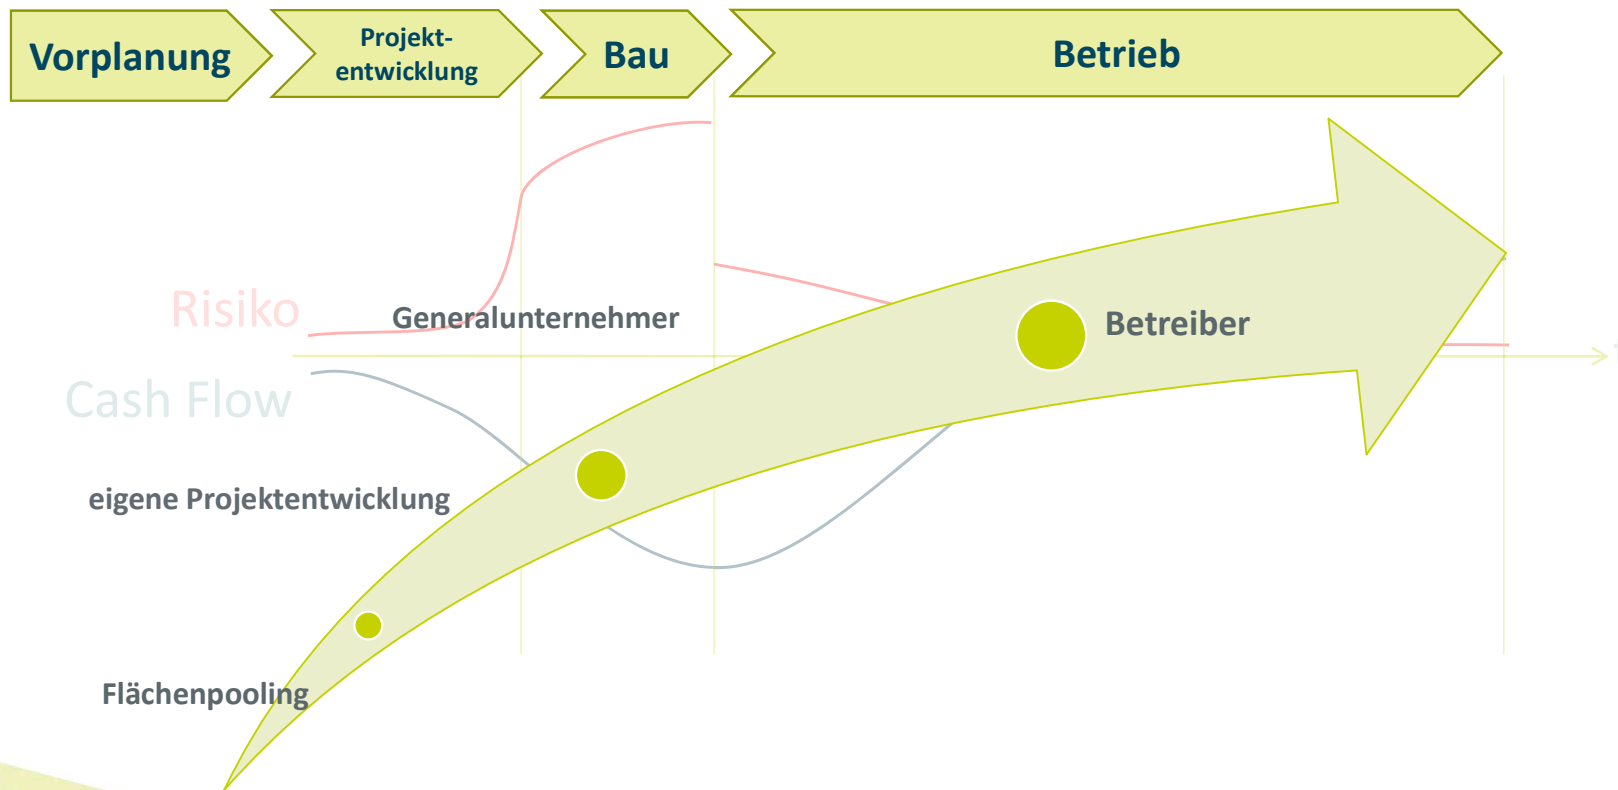 Vorplanung
Projekt-
entwicklung
Bau
Betrieb
Risiko
Generalunternehmer
Betreiber
Cash Flow
eigene Projektentwicklung
Flächenpooling